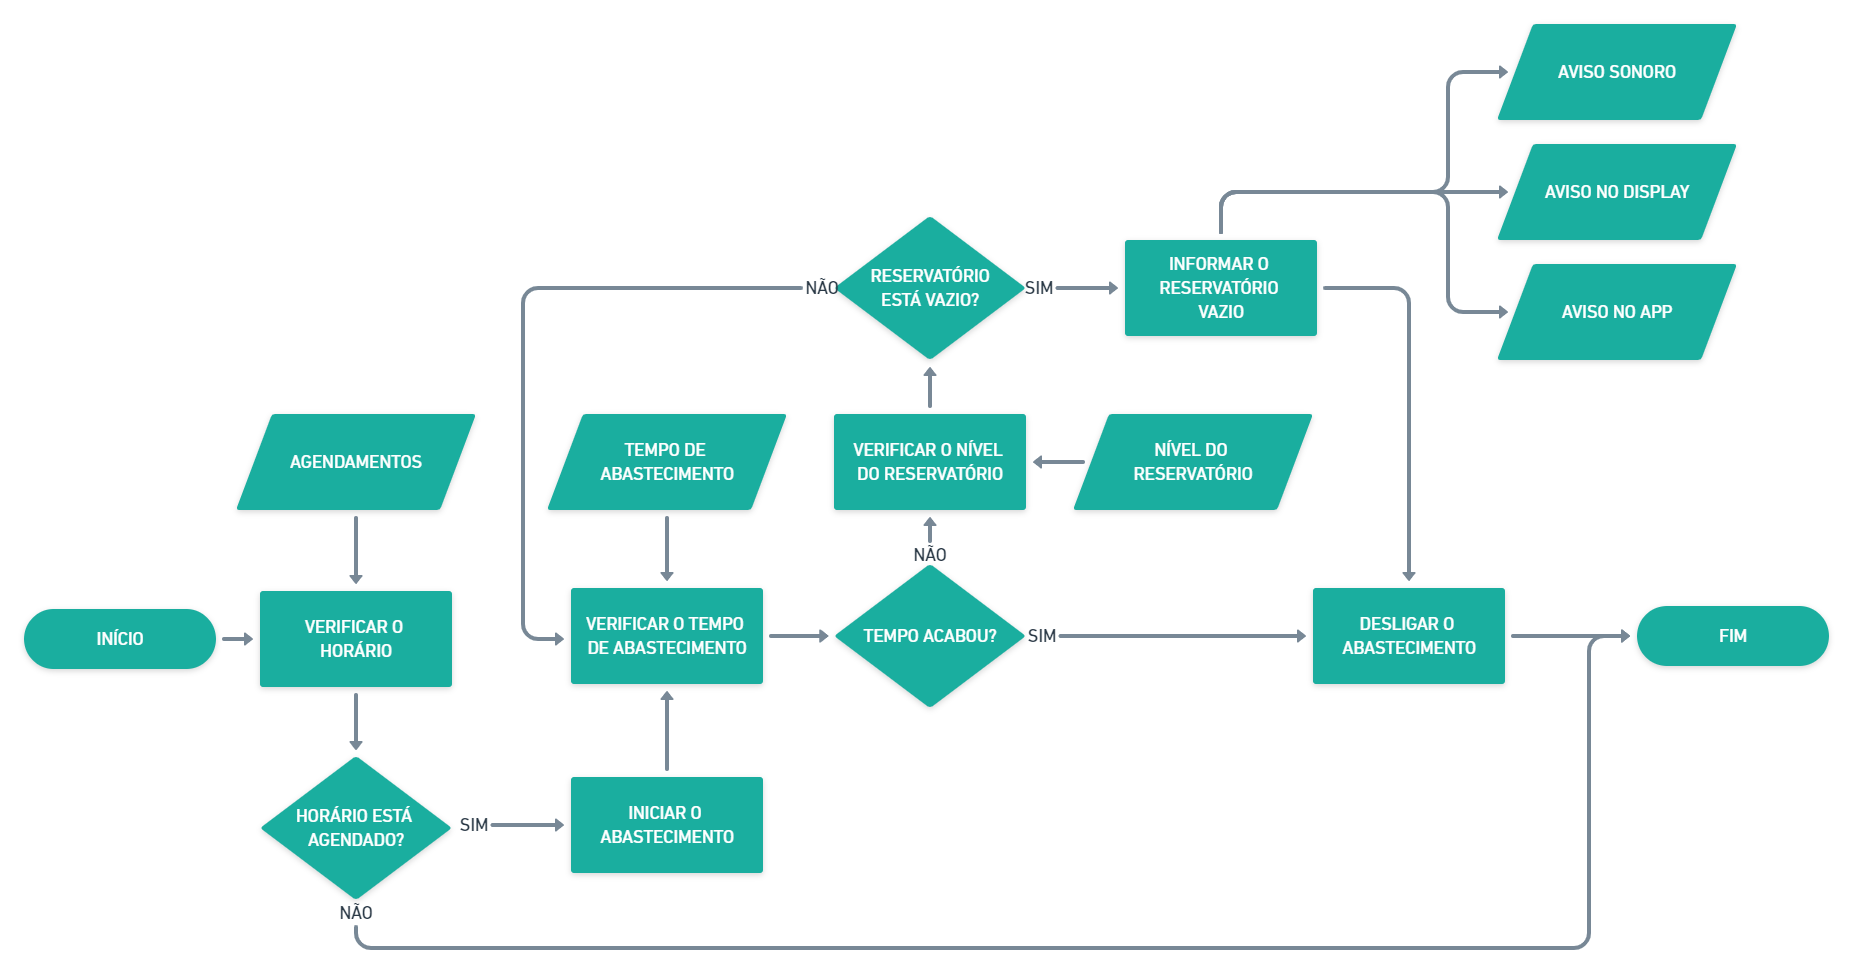 AVISO SONORO
AVISO NO DISPLAY
RESERVATÓRIO
ESTÁ VAZIO?
NÃO
SIM
INFORMAR O
RESERVATÓRIO
VAZIO
AVISO NO APP
AGENDAMENTOS
TEMPO DE
ABASTECIMENTO
VERIFICAR O NÍVEL
DO RESERVATÓRIO
NÍVEL DO
RESERVATÓRIO
NÃO
INÍCIO
VERIFICAR O
HORÁRIO
VERIFICAR O TEMPO
DE ABASTECIMENTO
TEMPO ACABOU?
SIM
DESLIGAR O
ABASTECIMENTO
FIM
HORÁRIO ESTÁ
AGENDADO?
SIM
INICIAR O
ABASTECIMENTO
NÃO